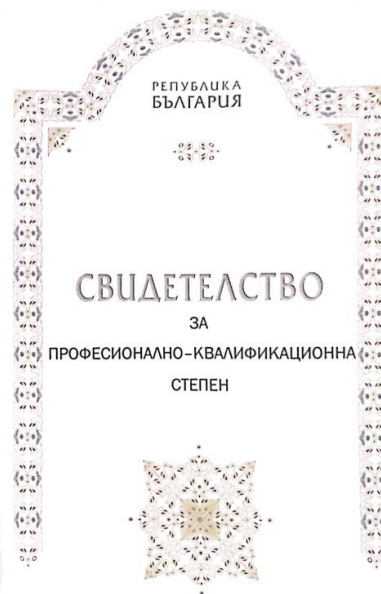 РЕПУБЛИКА
БЪЛГАРИЯ
СВИДЕТЕЛСТВО
ЗА
ПРОФЕСИОНАЛНО-КВАЛИФИКАЦИОННА
СТЕПЕН